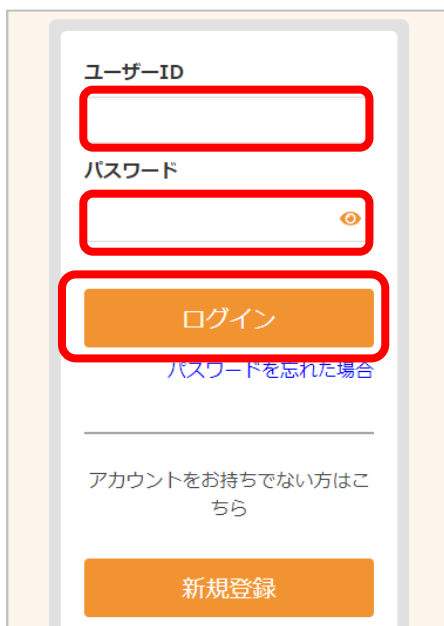 ユーザーID
パスワード
ログイン
パスワードを忘れた場合
アカウントをお持ちでない方はこ
ちら
新規登録